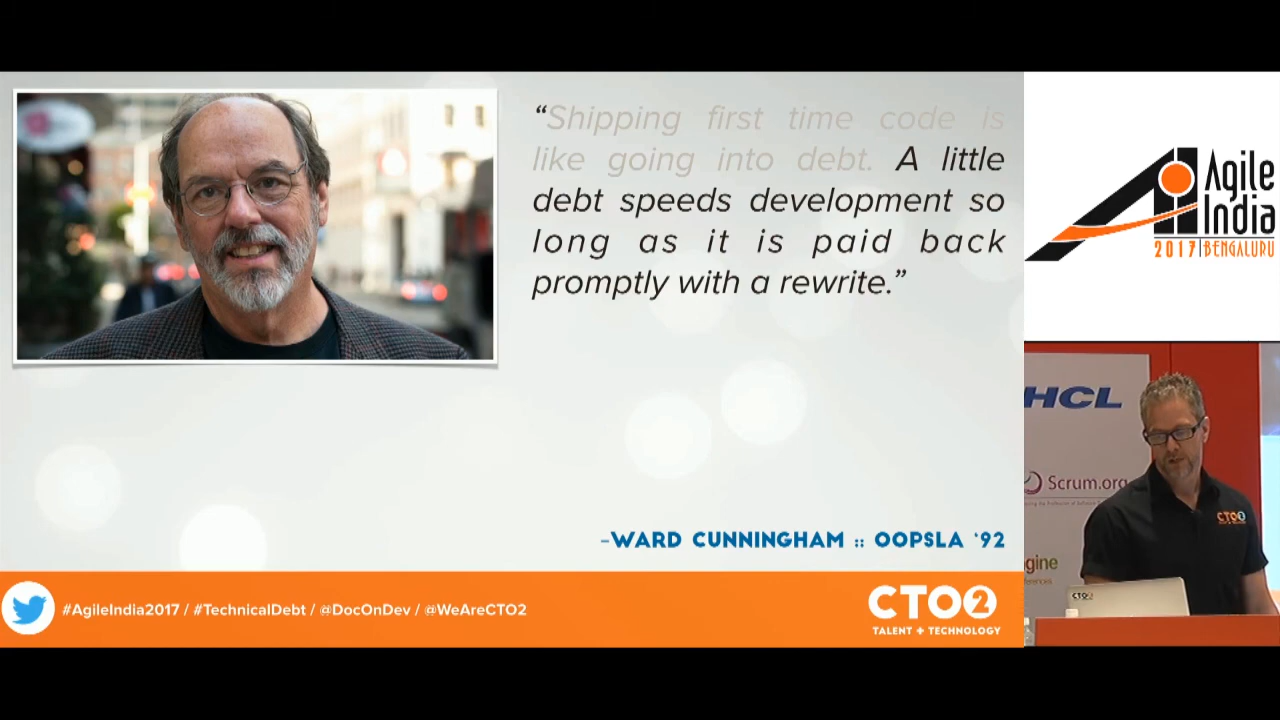 “Shipping first time code is
like going into debt. A little
debt speeds development so
long as it is paid back
promptly with a rewrite.”
–WARD CUNNINGHAM :: OOPSLA ‘92
#AgileIndia2017 / #TechnicalDebt / @DocOnDev / @WeAreCTO2
CTO2
TALENT + TECHNOLOGY
Agile
India
2017 | BENGALURU
HCL
Scrum.org
CTO2
CTO2